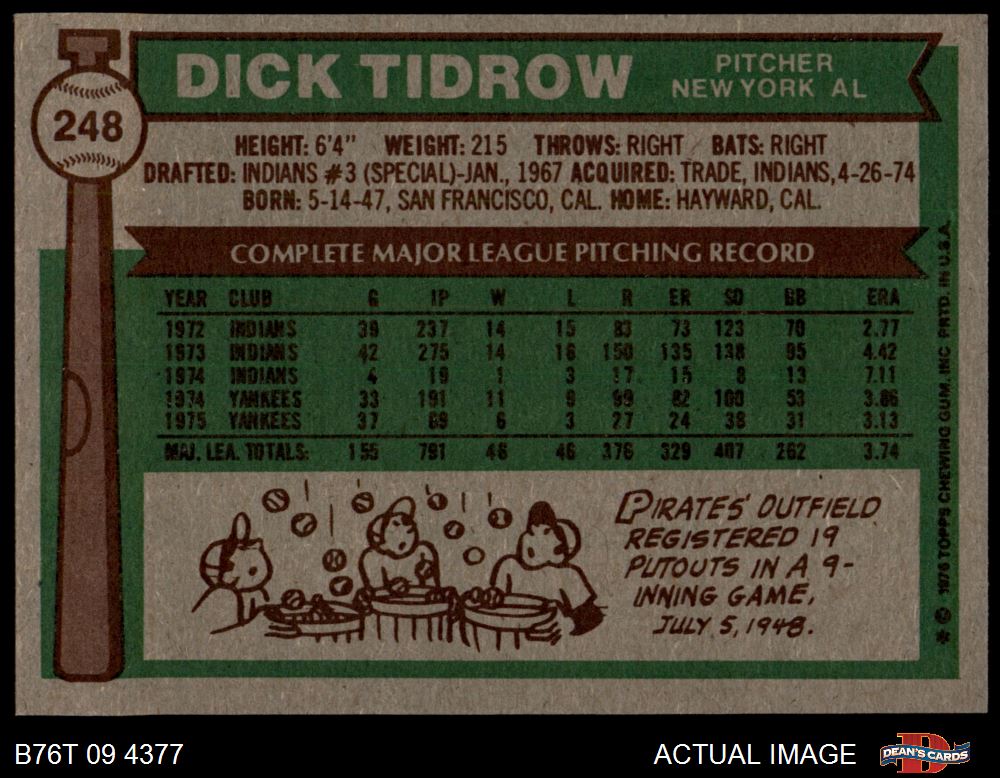 DICK TIDROW
PITCHER
NEW YORK AL
248
HEIGHT: 6'4" WEIGHT: 215 THROWS: RIGHT BATS: RIGHT
DRAFTED: INDIANS #3 (SPECIAL)-JAN., 1967 ACQUIRED: TRADE, INDIANS, 4-26-74
BORN: 5-14-47, SAN FRANCISCO, CAL. HOME: HAYWARD, CAL.
COMPLETE MAJOR LEAGUE PITCHING RECORD
YEAR CLUB G IP W L R ER SO BB ERA
1972 INDIANS 39 237 14 15 83 73 123 70 2.77
1973 INDIANS 42 275 14 16 150 135 138 95 4.42
1974 INDIANS 4 19 1 3 17 15 8 13 7.11
1974 YANKEES 33 191 11 9 99 82 100 53 3.86
1975 YANKEES 37 69 6 3 27 24 38 31 3.13
MAJ. LEA. TOTALS: 155 791 46 46 376 329 407 262 3.74
PIRATES' OUTFIELD
REGISTERED 19
PUTOUTS IN A 9-
INNING GAME,
JULY 5, 1948.
* © 1976 TOPPS CHEWING GUM, INC. PRTD. IN U.S.A.
B76T 09 4377
ACTUAL IMAGE
DEAN'S CARDS